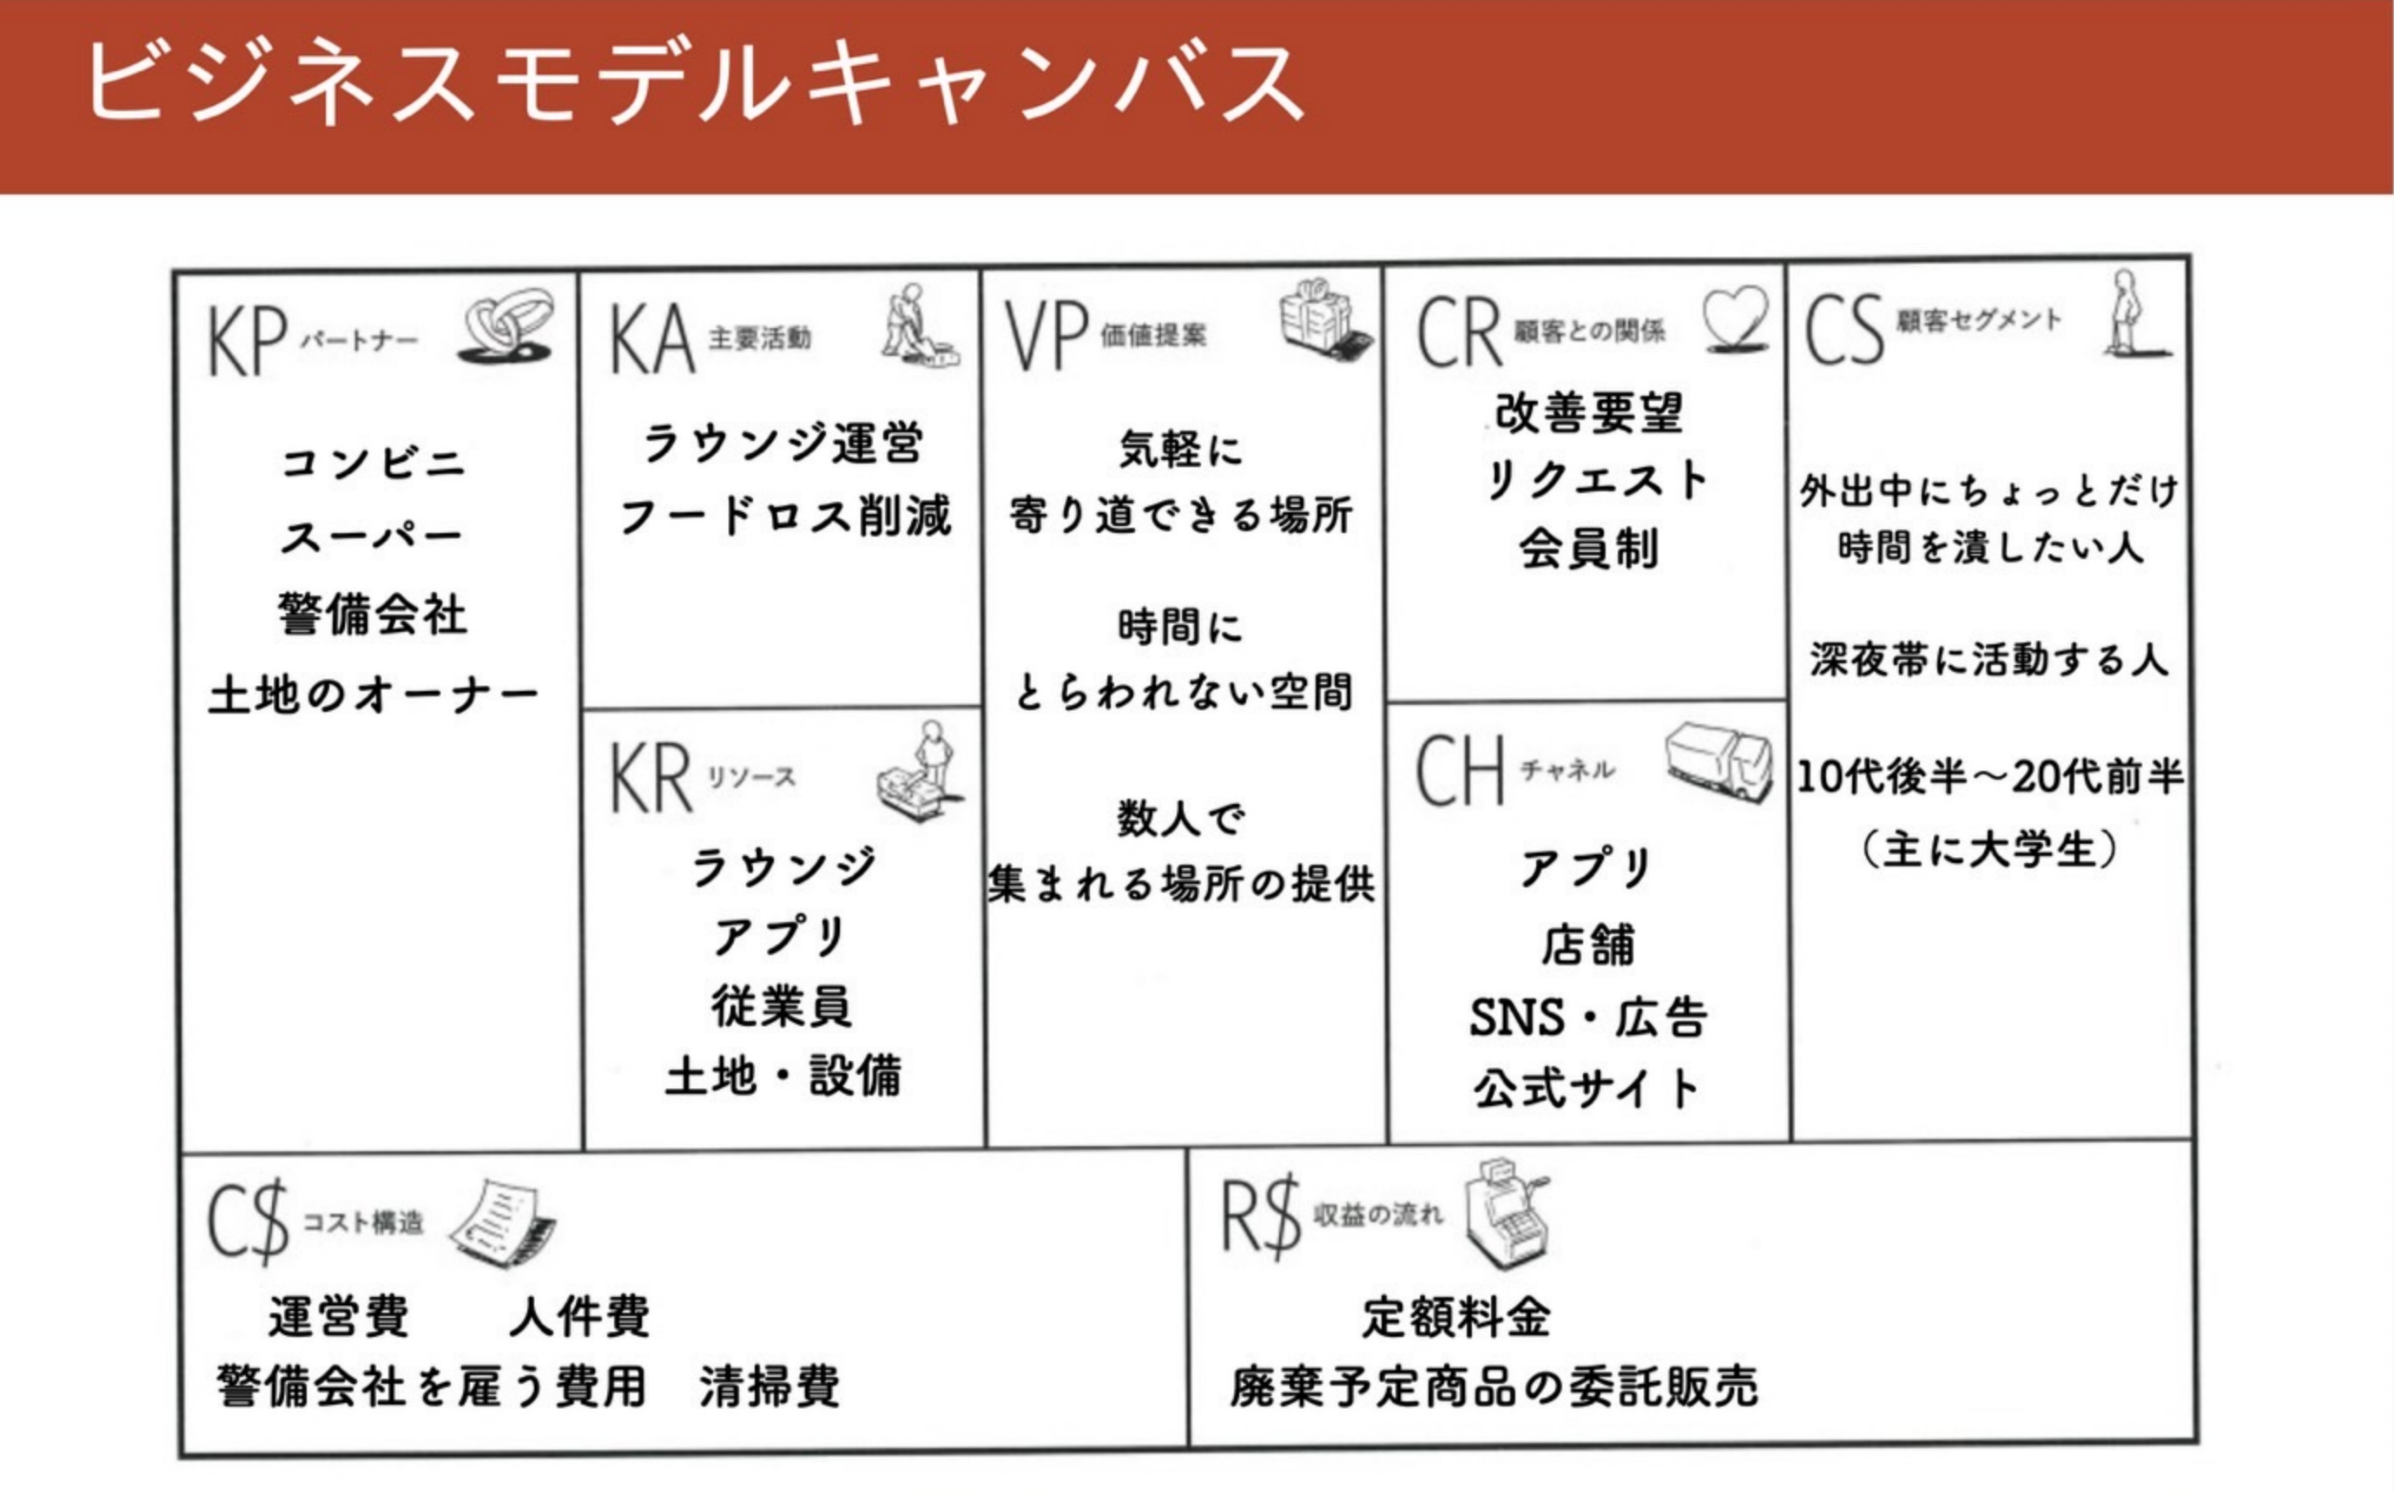 ビジネスモデルキャンバス
KP パートナー
コンビニ
スーパー
警備会社
土地のオーナー
KA 主要活動
ラウンジ運営
フードロス削減
KR リソース
ラウンジ
アプリ
従業員
土地・設備
VP 価値提案
気軽に
寄り道できる場所
時間に
とらわれない空間
数人で
集まれる場所の提供
CR 顧客との関係
改善要望
リクエスト
会員制
CH チャネル
アプリ
店舗
SNS・広告
公式サイト
CS 顧客セグメント
外出中にちょっとだけ
時間を潰したい人
深夜帯に活動する人
10代後半～20代前半
（主に大学生）
C$ コスト構造
運営費 人件費
警備会社を雇う費用 清掃費
R$ 収益の流れ
定額料金
廃棄予定商品の委託販売